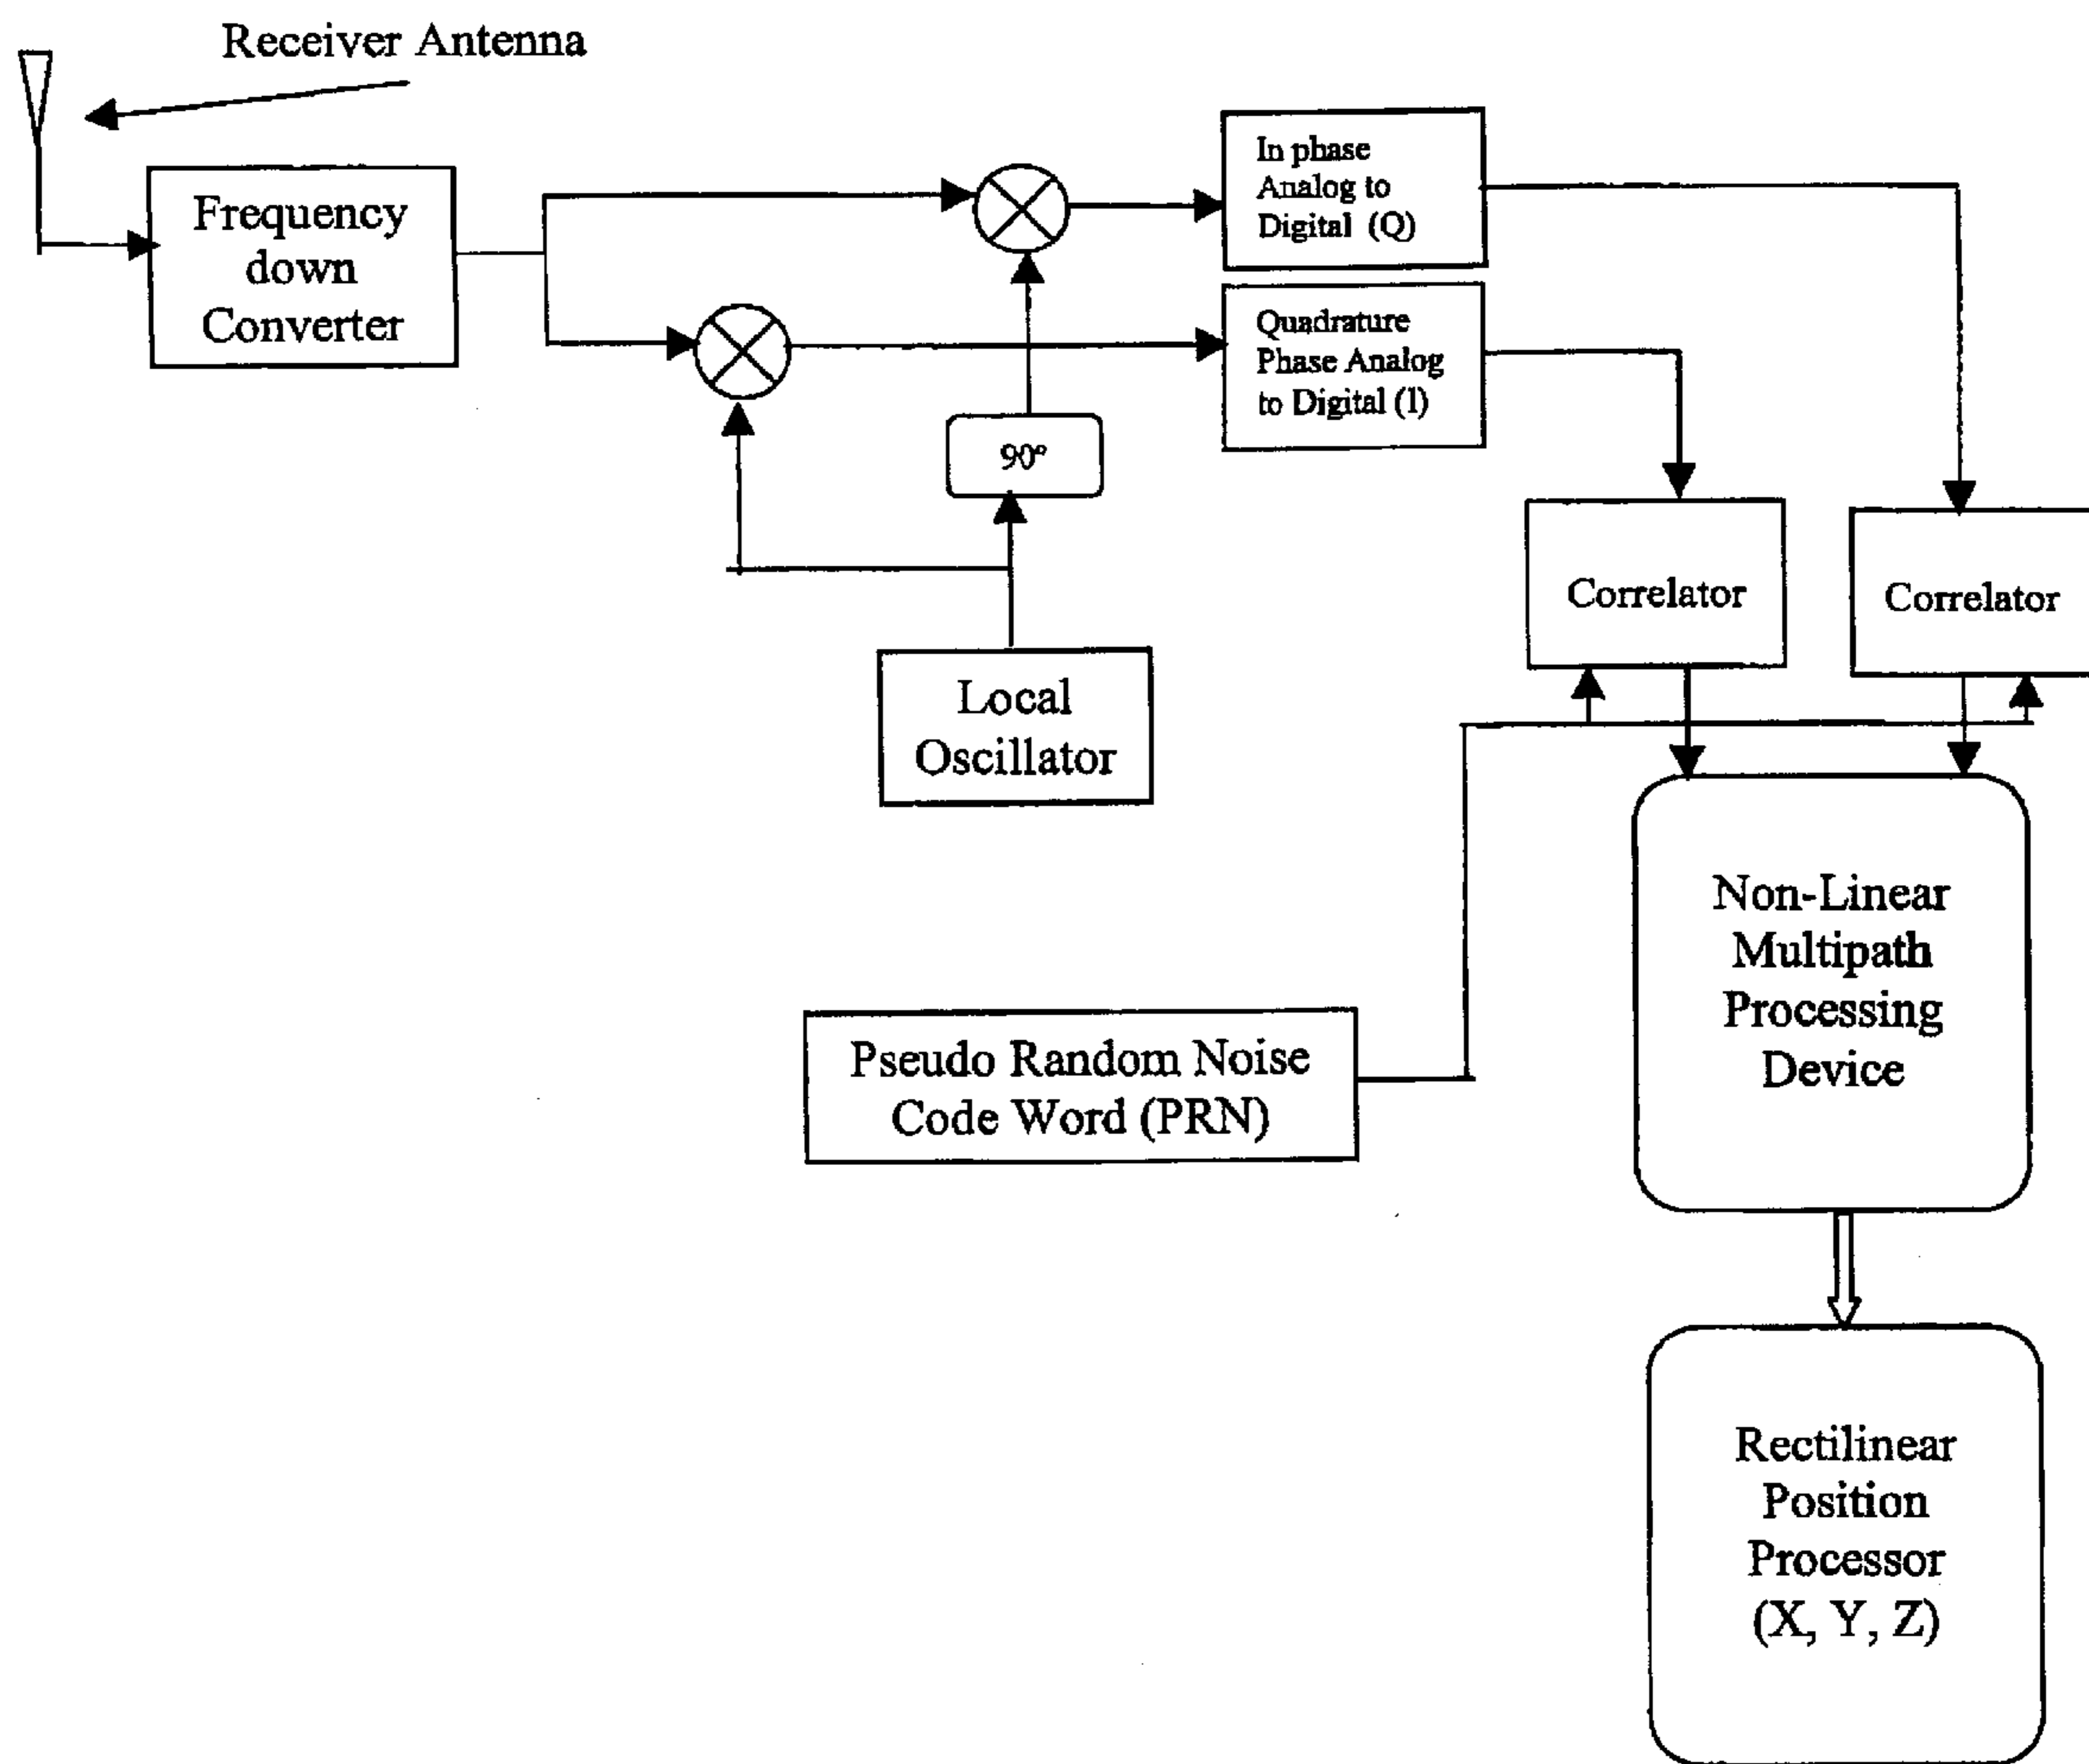 Receiver Antenna
Frequency
down
Converter
In phase
Analog to
Digital (Q)
Quadrature
Phase Analog
to Digital (I)
90º
Local
Oscillator
Correlator
Correlator
Pseudo Random Noise
Code Word (PRN)
Non-Linear
Multipath
Processing
Device
Rectilinear
Position
Processor
(X, Y, Z)